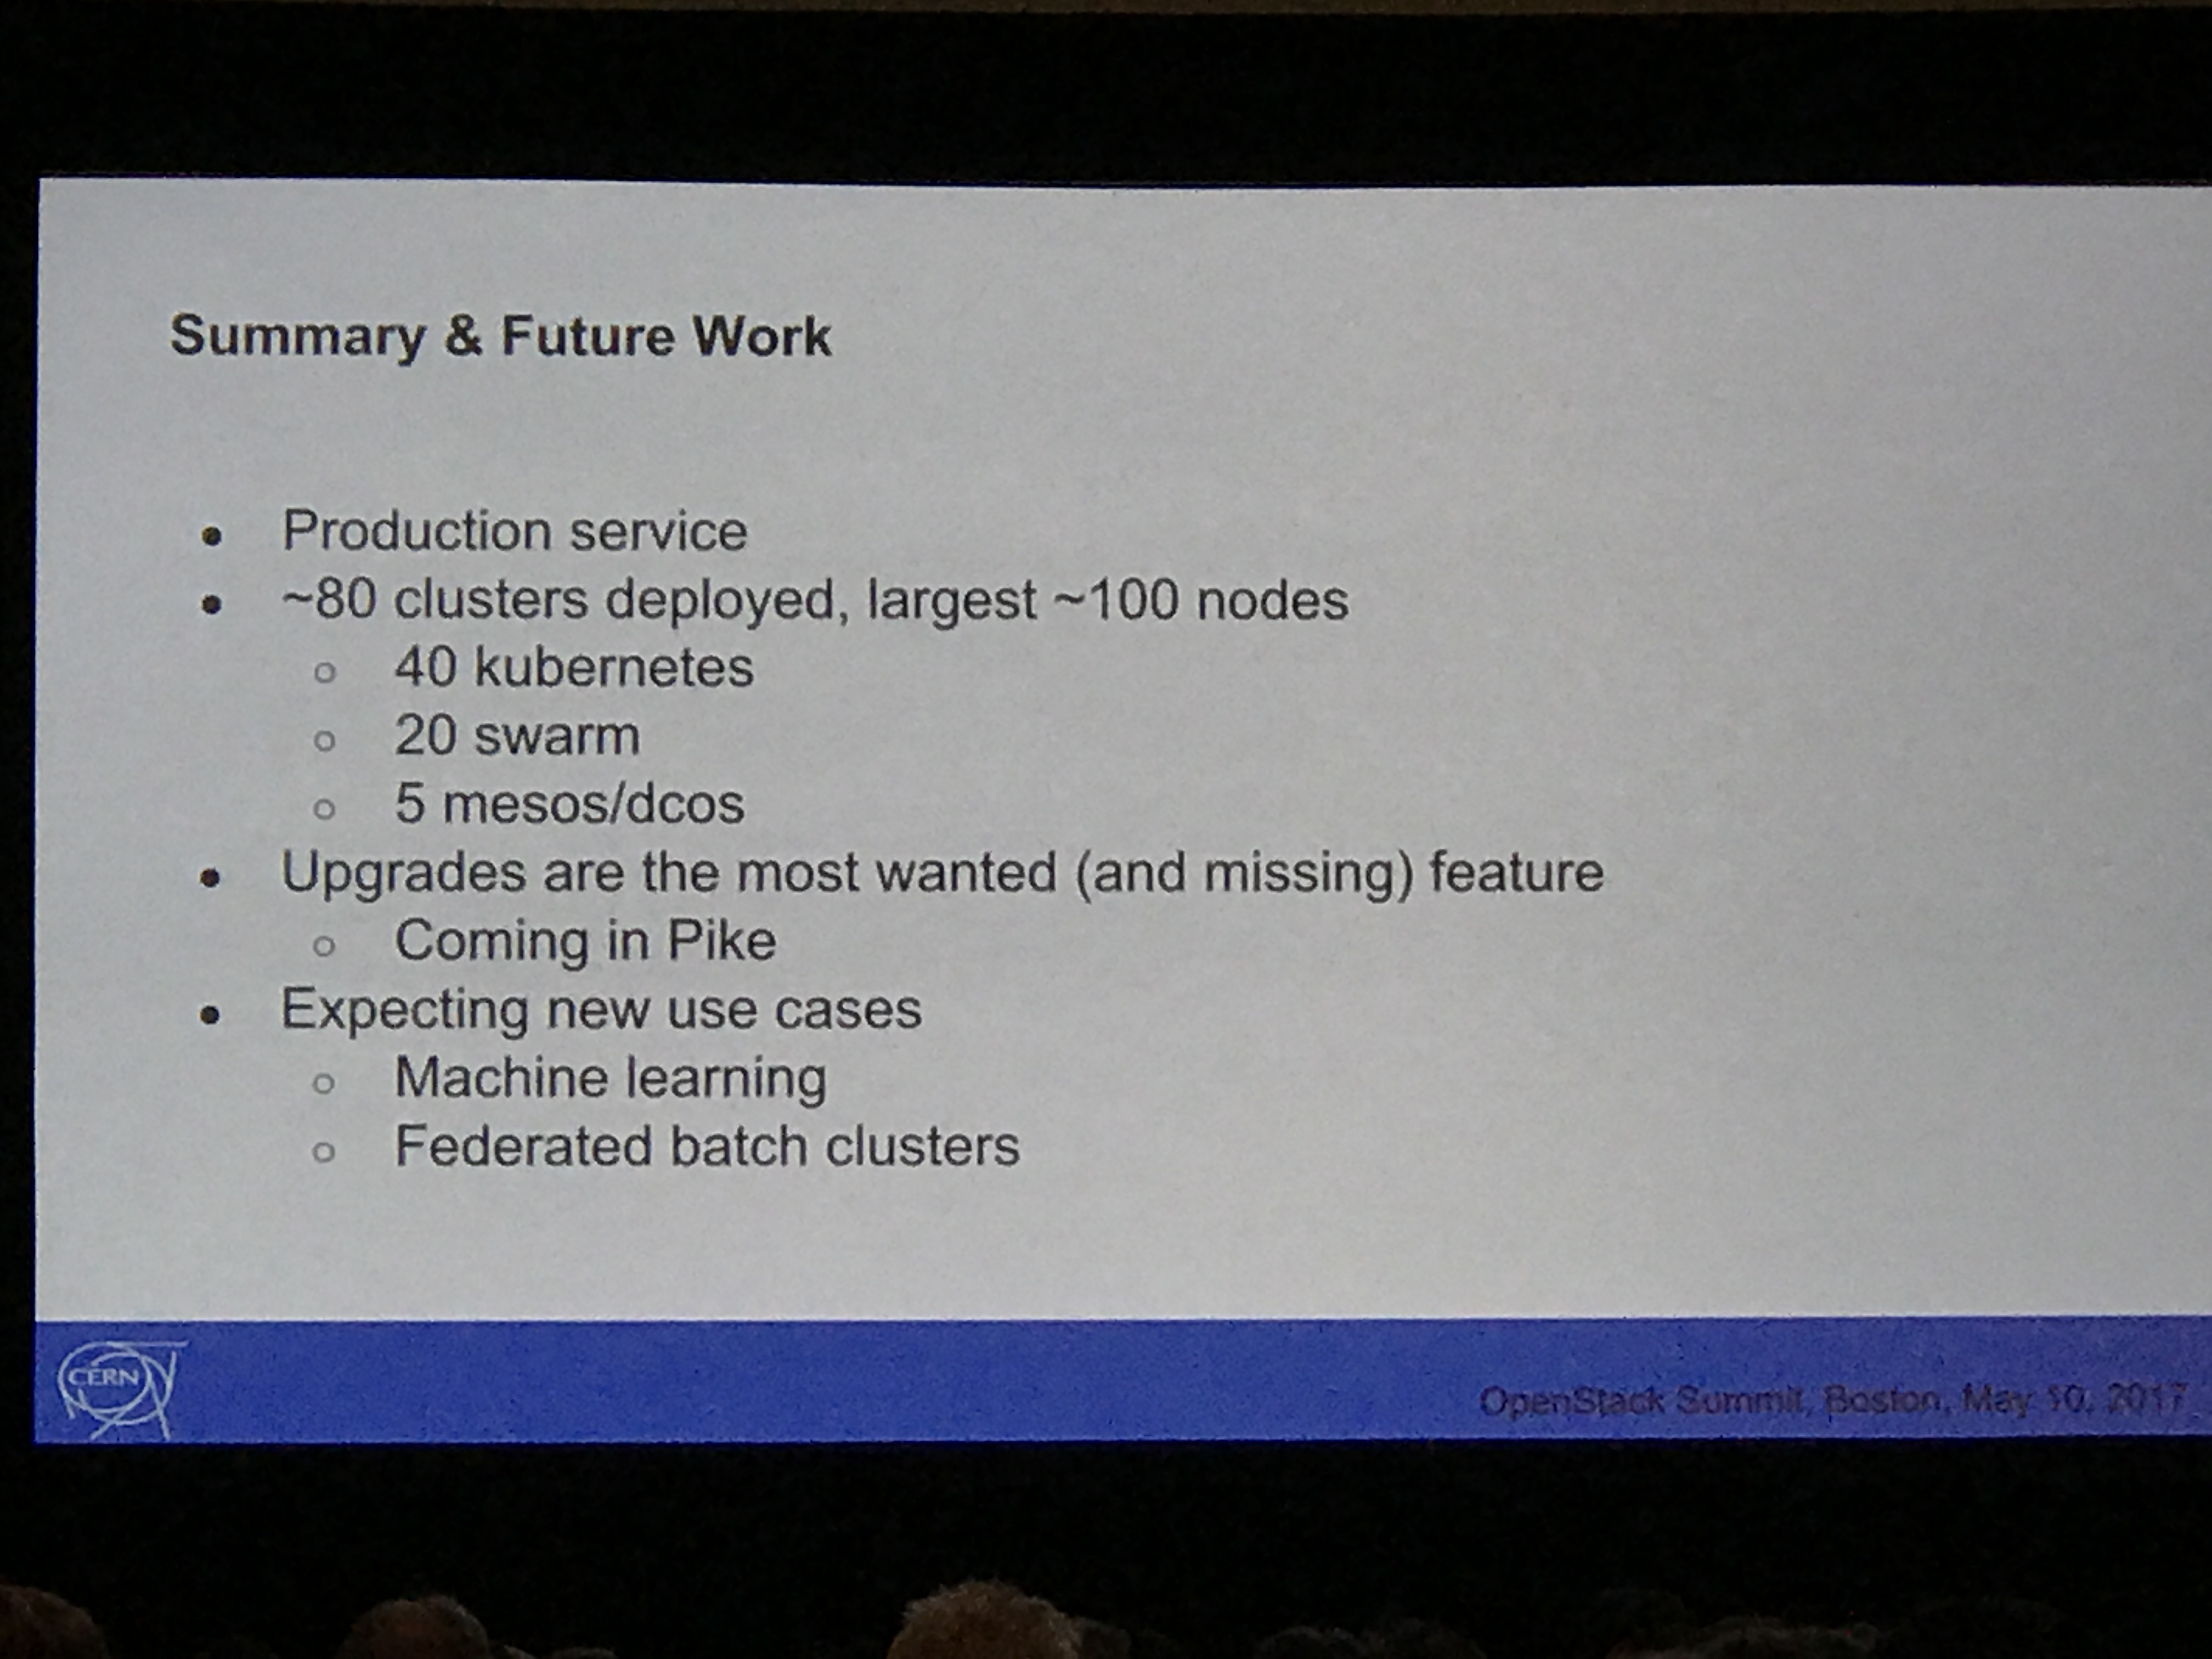 Summary & Future Work
● Production service
● ~80 clusters deployed, largest ~100 nodes
○ 40 kubernetes
○ 20 swarm
○ 5 mesos/dcos
● Upgrades are the most wanted (and missing) feature
○ Coming in Pike
● Expecting new use cases
○ Machine learning
○ Federated batch clusters
CERN
OpenStack Summit, Boston, May 10, 2017